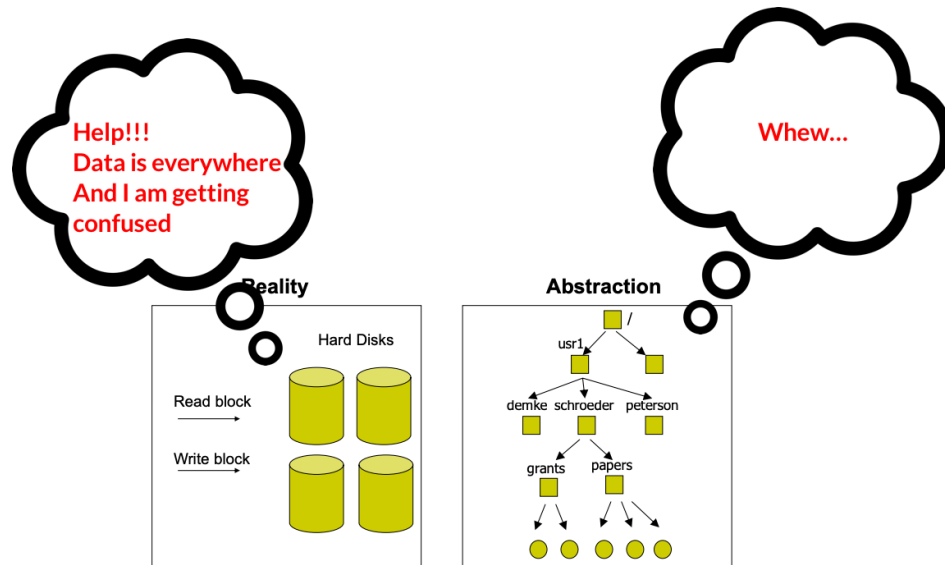 Help!!!
Data is everywhere
And I am getting
confused
Whew...
Reality
Abstraction
Hard Disks
Read block
Write block
/
usr1
demke schroeder peterson
grants papers